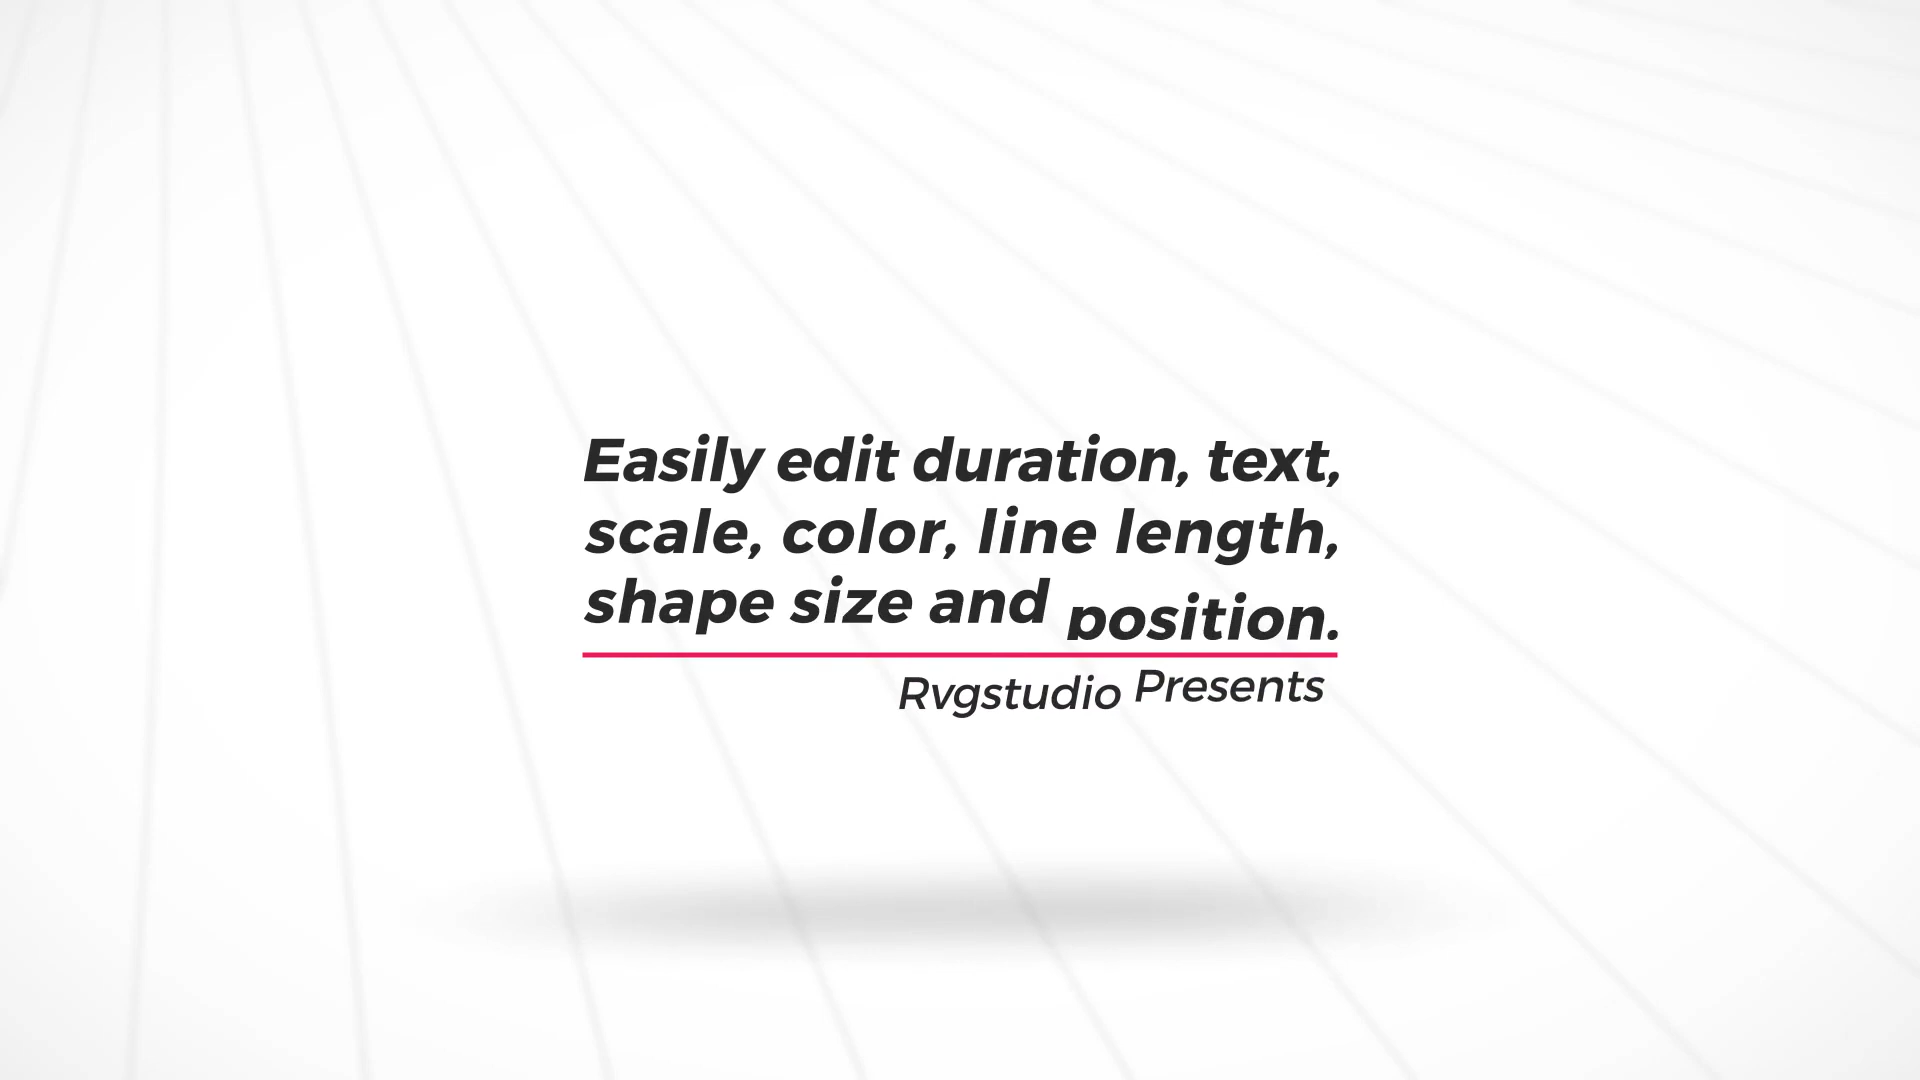 Easily edit duration, text,
scale, color, line length,
shape size and position.
Rvgstudio Presents